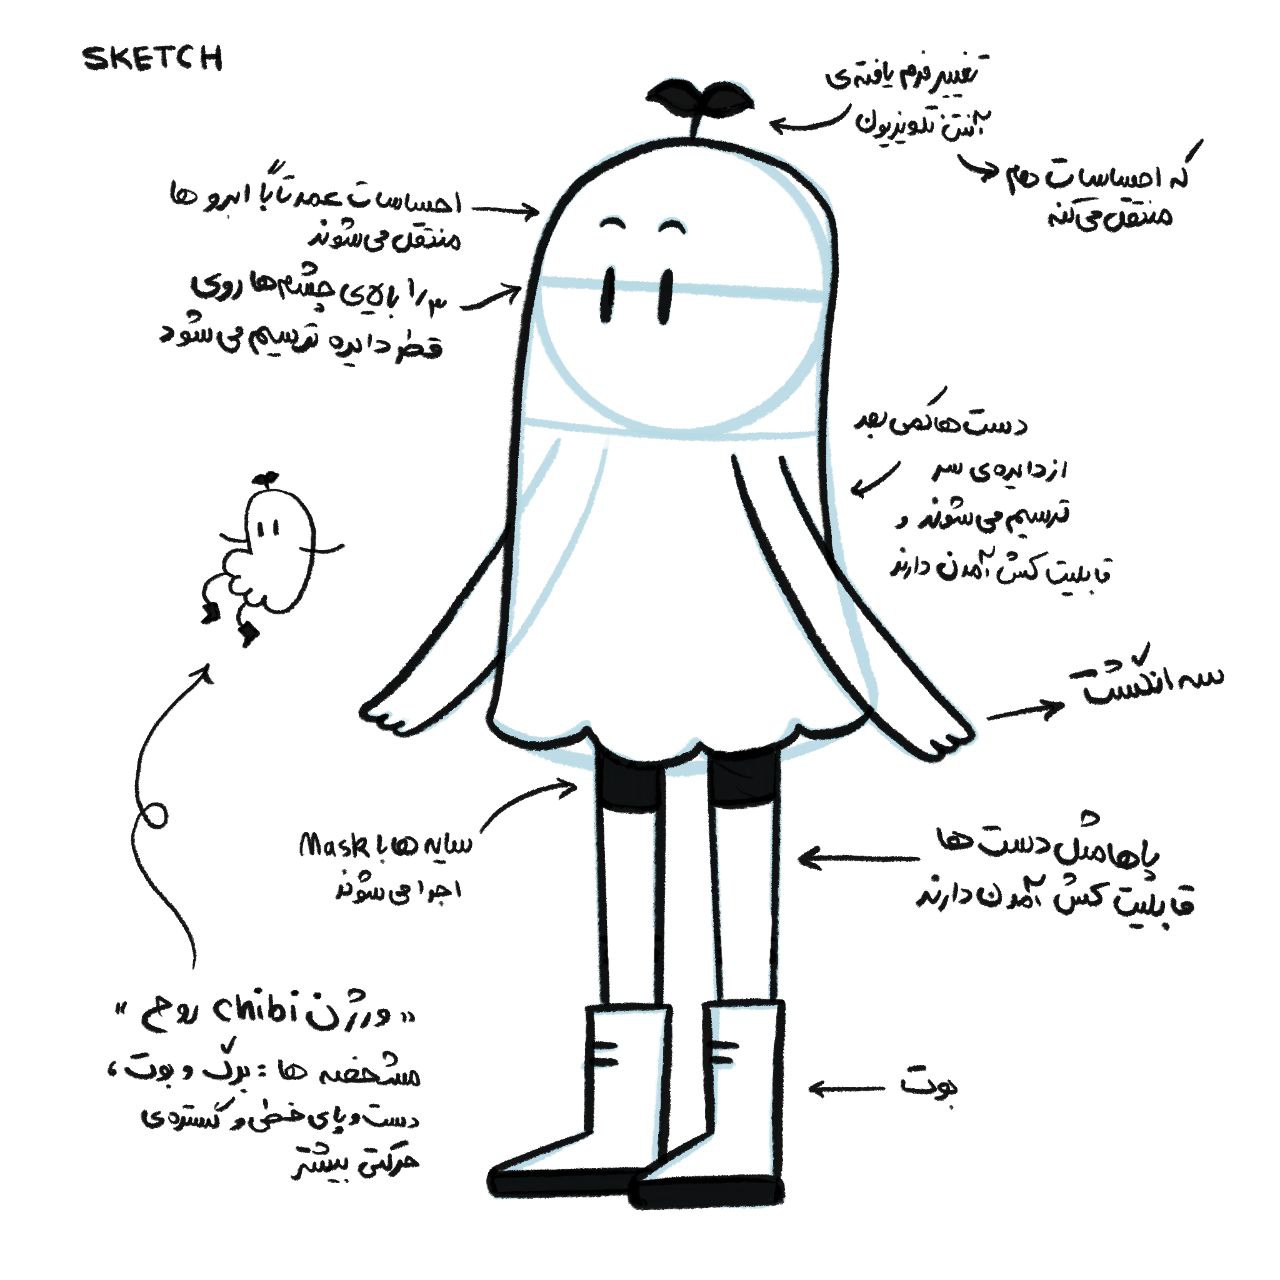 SKETCH
تغییر فرم یافته‌ی
آنتن تلویزیون
که احساسات هم
منتقل می‌کنه
احساسات عمدتاً با ابرو ها
منتقل می‌شوند
۱/۳ بالای چشم‌ها روی
قطر دایره ترسیم می‌شود
دست‌ها کمی بعد
از دایره‌ی سر
ترسیم می‌شوند و
قابلیت کش آمدن دارند
سه انگشت
سایه ها با Mask
اجرا می‌شوند
پاها مثل دست ها
قابلیت کش آمدن دارند
بوت
«ورژن chibi روح»
مشخصه ها : برگ و بوت ،
دست و پای خطی و گستره‌ی
حرکتی بیشتر